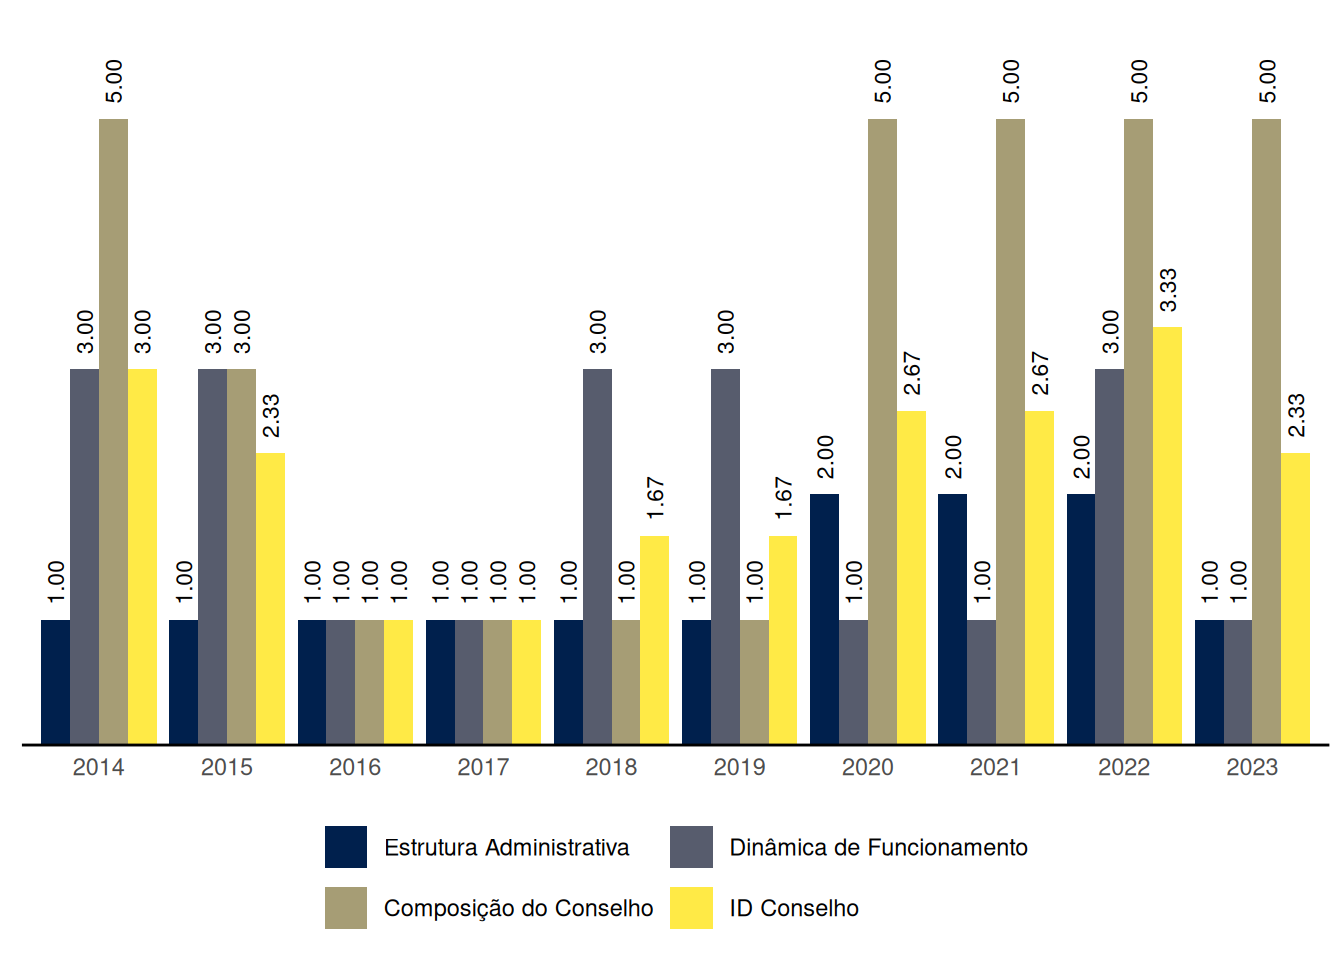 5.00 5.00 5.00 5.00 5.00
3.33
3.00 3.00 3.00 3.00 3.00 3.00 3.00
2.67 2.67
2.33 2.33
2.00 2.00 2.00
1.67 1.67
1.00 1.00 1.00 1.00 1.00 1.00 1.00 1.00 1.00 1.00 1.00 1.00 1.00 1.00 1.00 1.00 1.00 1.00
2014 2015 2016 2017 2018 2019 2020 2021 2022 2023
Estrutura Administrativa Dinâmica de Funcionamento
Composição do Conselho ID Conselho